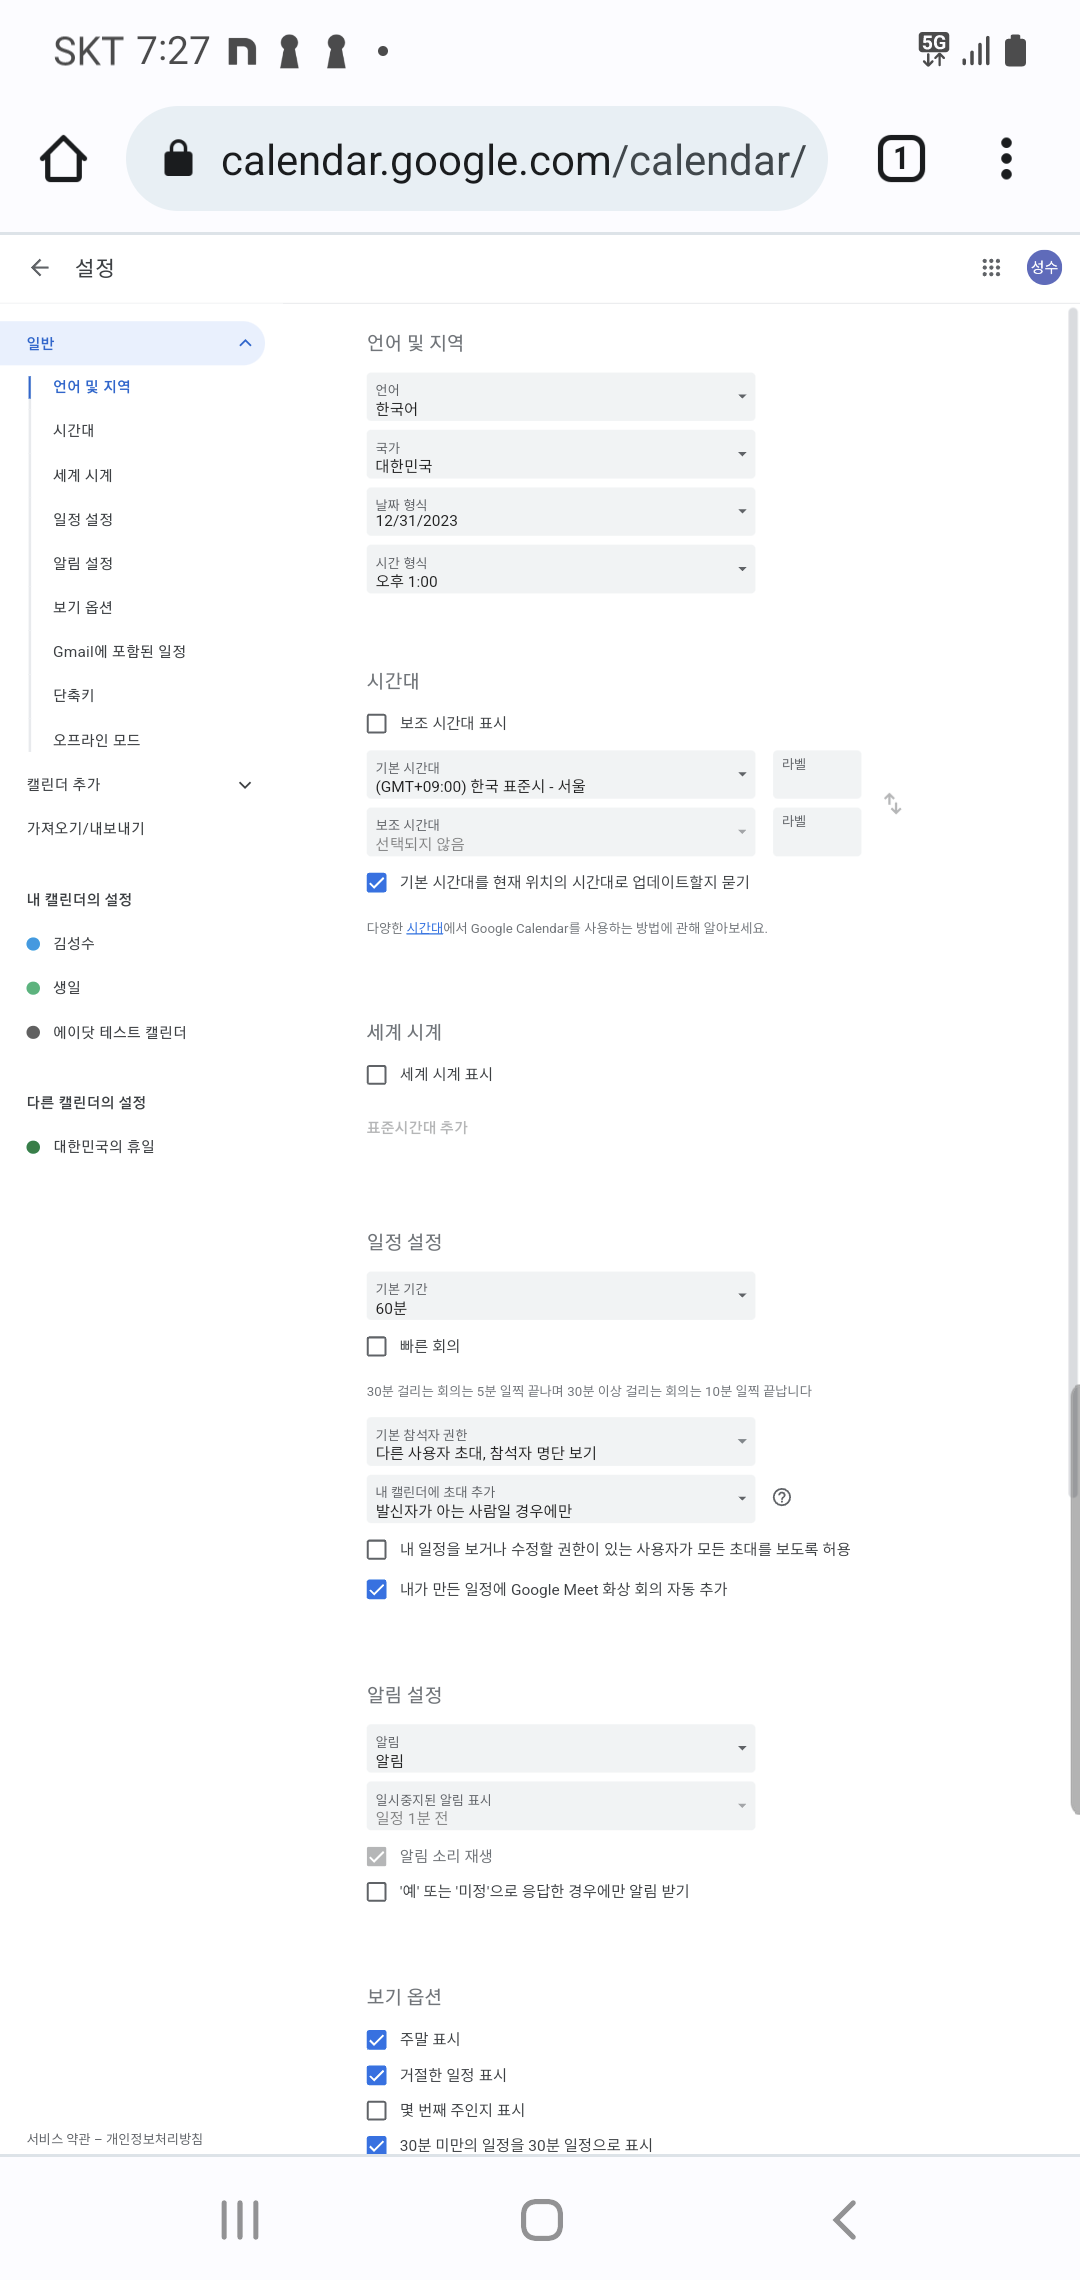 SKT 7:27
5G
calendar.google.com/calendar/
1
설정
성수
일반
언어 및 지역
시간대
세계 시계
일정 설정
알림 설정
보기 옵션
Gmail에 포함된 일정
단축키
오프라인 모드
캘린더 추가
가져오기/내보내기
내 캘린더의 설정
김성수
생일
에이닷 테스트 캘린더
다른 캘린더의 설정
대한민국의 휴일
서비스 약관 – 개인정보처리방침
언어 및 지역
언어
한국어
국가
대한민국
날짜 형식
12/31/2023
시간 형식
오후 1:00
시간대
보조 시간대 표시
기본 시간대
(GMT+09:00) 한국 표준시 - 서울
라벨
보조 시간대
선택되지 않음
라벨
기본 시간대를 현재 위치의 시간대로 업데이트할지 묻기
다양한 시간대에서 Google Calendar를 사용하는 방법에 관해 알아보세요.
세계 시계
세계 시계 표시
표준시간대 추가
일정 설정
기본 기간
60분
빠른 회의
30분 걸리는 회의는 5분 일찍 끝나며 30분 이상 걸리는 회의는 10분 일찍 끝납니다
기본 참석자 권한
다른 사용자 초대, 참석자 명단 보기
내 캘린더에 초대 추가
발신자가 아는 사람일 경우에만
내 일정을 보거나 수정할 권한이 있는 사용자가 모든 초대를 보도록 허용
내가 만든 일정에 Google Meet 화상 회의 자동 추가
알림 설정
알림
알림
일시중지된 알림 표시
일정 1분 전
알림 소리 재생
'예' 또는 '미정'으로 응답한 경우에만 알림 받기
보기 옵션
주말 표시
거절한 일정 표시
몇 번째 주인지 표시
30분 미만의 일정을 30분 일정으로 표시